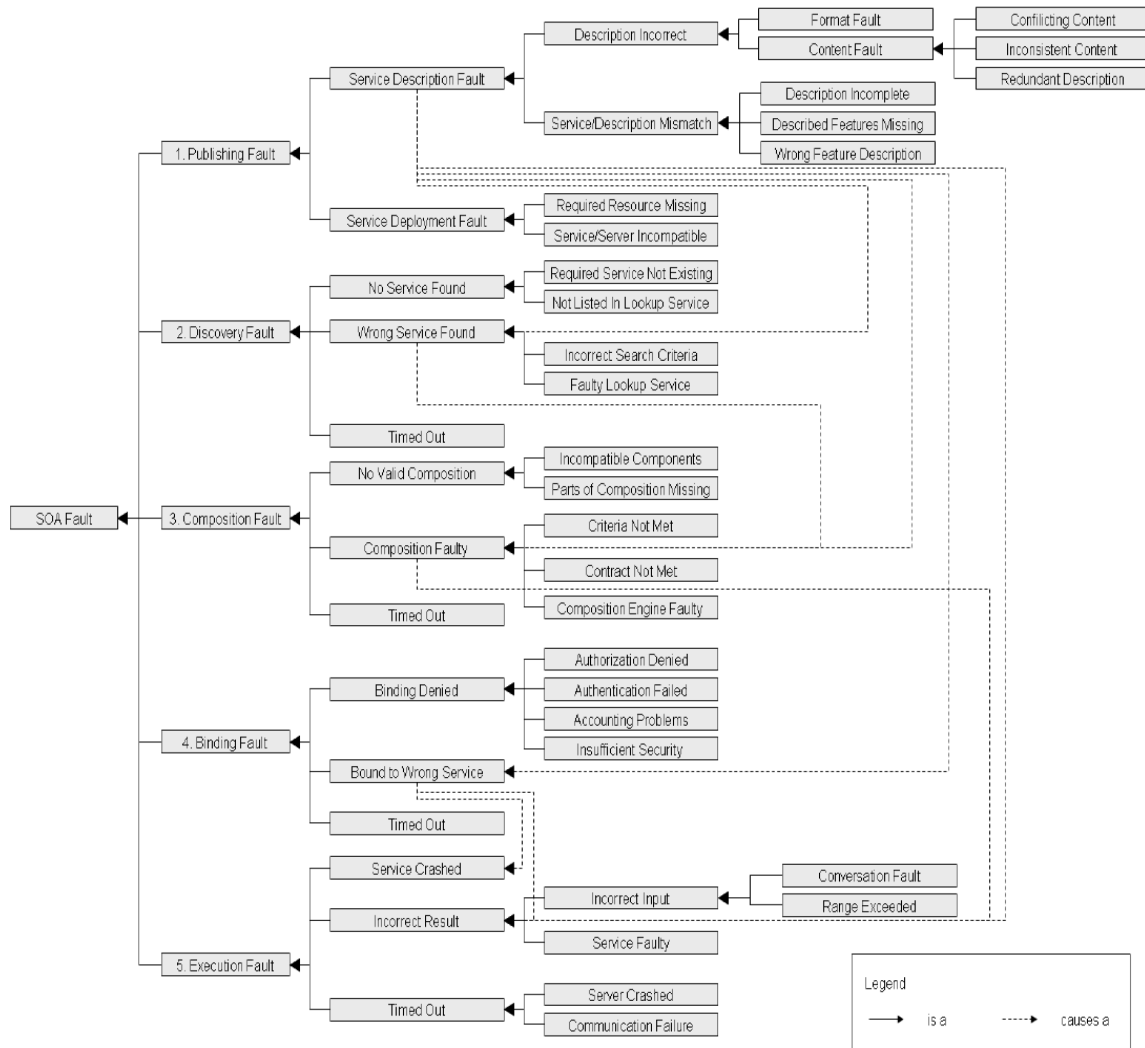 Format Fault
Conflilicting Content
Description Incorrect
Content Fault
Inconsistent Content
Service Description Fault
Redundant Description
Description Incomplete
Service/Description Mismatch
Described Features Missing
1. Publishing Fault
Wrong Feature Description
Required Resource Missing
Service Deployment Fault
Service/Server Incompatible
Required Service Not Existing
No Service Found
Not Listed In Lookup Service
2. Discovery Fault
Wrong Service Found
Incorrect Search Criteria
Faulty Lookup Service
Timed Out
Incompatible Components
No Valid Composition
Parts of Composition Missing
SOA Fault
3. Composition Fault
Criteria Not Met
Composition Faulty
Contract Not Met
Composition Engine Faulty
Timed Out
Authorization Denied
Binding Denied
Authentication Failed
Accounting Problems
4. Binding Fault
Insufficient Security
Bound to Wrong Service
Timed Out
Service Crashed
Conversation Fault
Incorrect Input
Range Exceeded
Incorrect Result
Service Faulty
5. Execution Fault
Server Crashed
Timed Out
Communication Failure
Legend
is a
causes a